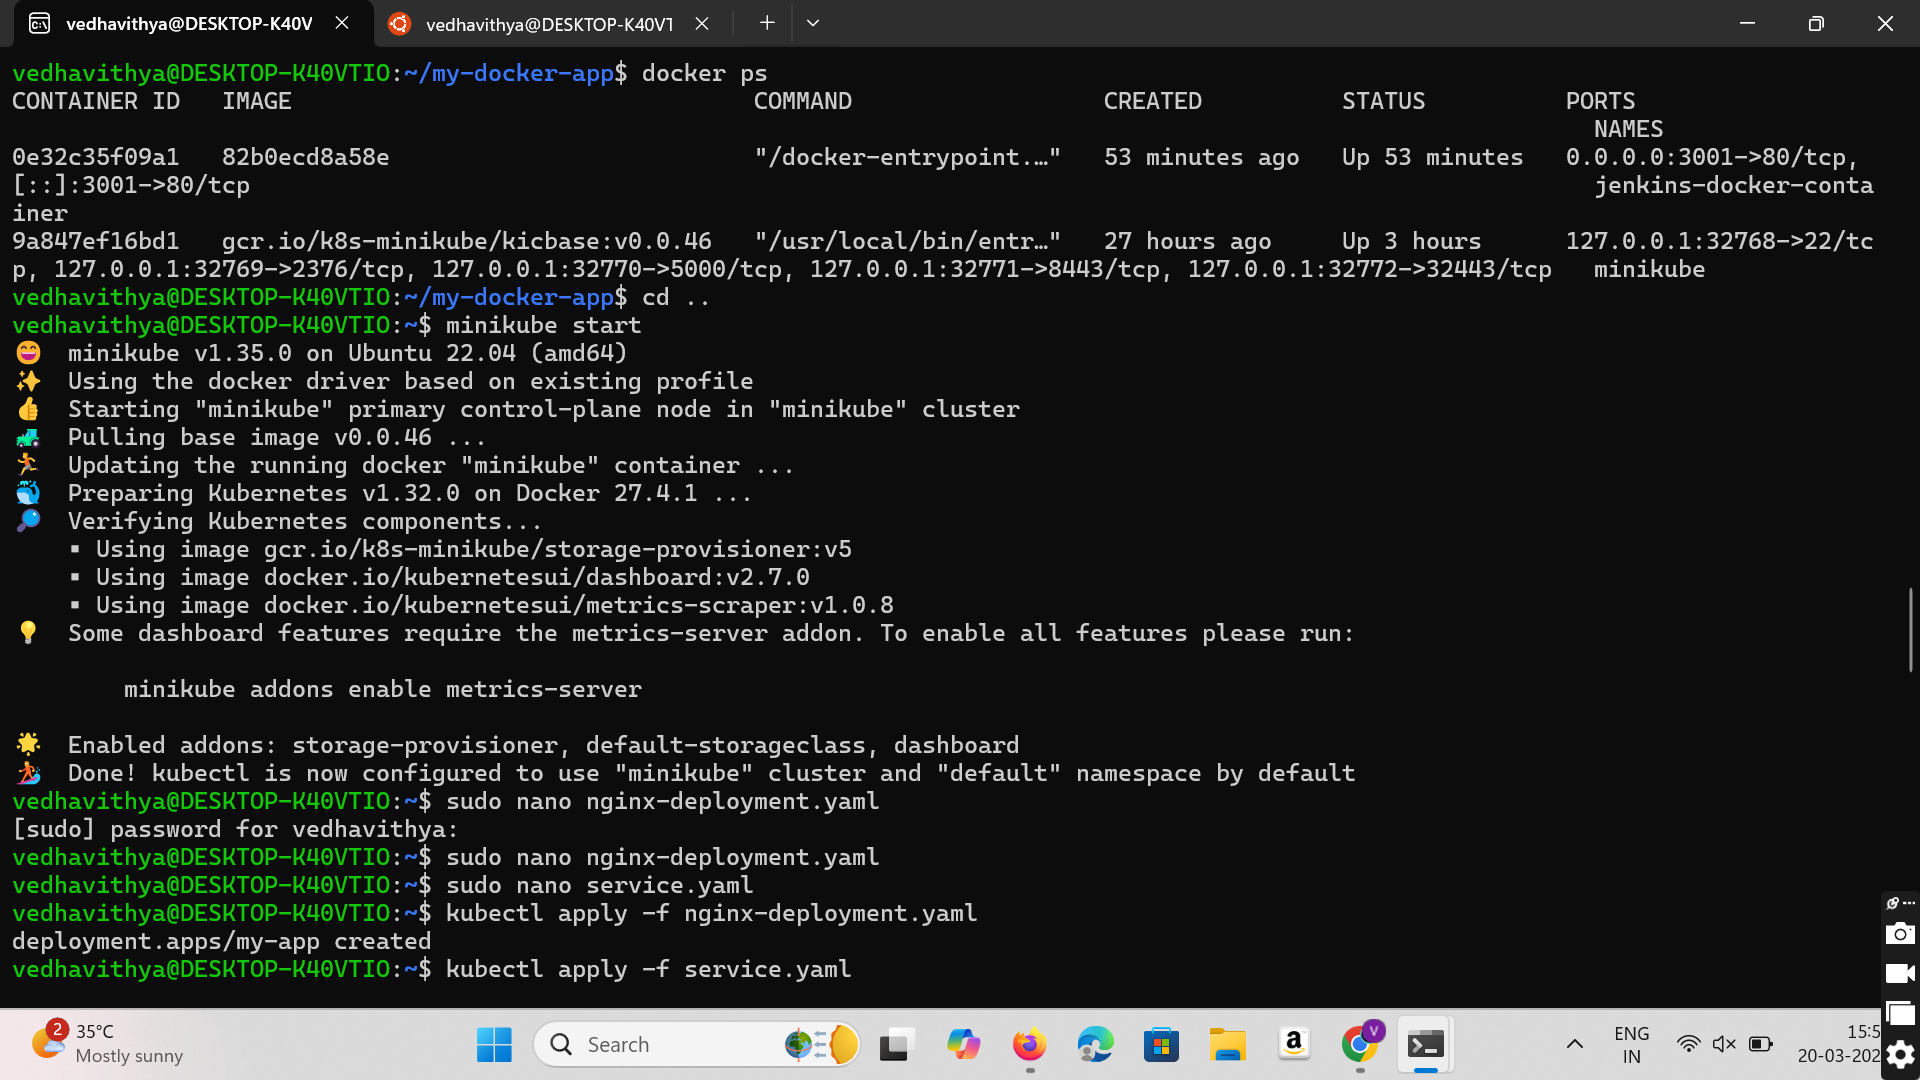 vedhavithya@DESKTOP-K40V
vedhavithya@DESKTOP-K40VT
vedhavithya@DESKTOP-K40VTIO:~/my-docker-app$ docker ps
CONTAINER ID   IMAGE                                 COMMAND                  CREATED          STATUS          PORTS
NAMES
0e32c35f09a1   82b0ecd8a58e                          "/docker-entrypoint.…"   53 minutes ago   Up 53 minutes   0.0.0.0:3001->80/tcp,
[::]:3001->80/tcp                                                                                                jenkins-docker-conta
iner
9a847ef16bd1   gcr.io/k8s-minikube/kicbase:v0.0.46   "/usr/local/bin/entr…"   27 hours ago     Up 3 hours      127.0.0.1:32768->22/tc
p, 127.0.0.1:32769->2376/tcp, 127.0.0.1:32770->5000/tcp, 127.0.0.1:32771->8443/tcp, 127.0.0.1:32772->32443/tcp   minikube
vedhavithya@DESKTOP-K40VTIO:~/my-docker-app$ cd ..
vedhavithya@DESKTOP-K40VTIO:~$ minikube start
😄  minikube v1.35.0 on Ubuntu 22.04 (amd64)
✨  Using the docker driver based on existing profile
👍  Starting "minikube" primary control-plane node in "minikube" cluster
🚜  Pulling base image v0.0.46 ...
🏃  Updating the running docker "minikube" container ...
🐳  Preparing Kubernetes v1.32.0 on Docker 27.4.1 ...
🔎  Verifying Kubernetes components...
▪ Using image gcr.io/k8s-minikube/storage-provisioner:v5
▪ Using image docker.io/kubernetesui/dashboard:v2.7.0
▪ Using image docker.io/kubernetesui/metrics-scraper:v1.0.8
💡  Some dashboard features require the metrics-server addon. To enable all features please run:
minikube addons enable metrics-server
🌟  Enabled addons: storage-provisioner, default-storageclass, dashboard
🏄  Done! kubectl is now configured to use "minikube" cluster and "default" namespace by default
vedhavithya@DESKTOP-K40VTIO:~$ sudo nano nginx-deployment.yaml
[sudo] password for vedhavithya:
vedhavithya@DESKTOP-K40VTIO:~$ sudo nano nginx-deployment.yaml
vedhavithya@DESKTOP-K40VTIO:~$ sudo nano service.yaml
vedhavithya@DESKTOP-K40VTIO:~$ kubectl apply -f nginx-deployment.yaml
deployment.apps/my-app created
vedhavithya@DESKTOP-K40VTIO:~$ kubectl apply -f service.yaml
2
35°C
Mostly sunny
Search
V
ENG
IN
15:5
20-03-202